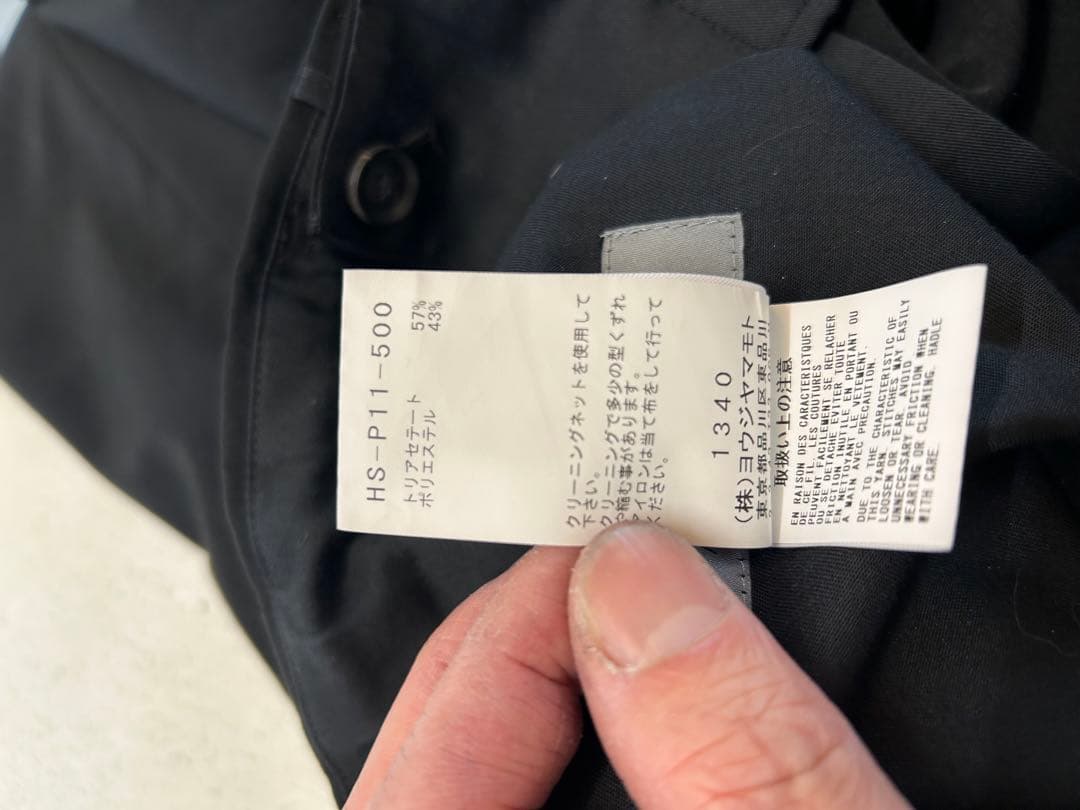 HS-P11-500
トリアセテート 57%
ポリエステル 43%
クリーニングネットを使用して
下さい。
クリーニングで多少の型くずれ
や縮む事があります。
アイロンは当て布をして行って
ください。
1340
(株)ヨウジヤマモト
東京都品川区東品川
取扱い上の注意
EN RAISON DES CARACTERISTQUES
DE CE FIL, LES COUTURES
PEUVENT FACILEMENT SE RELACHER
OU SE DETACHE EVITER TOUTE
FRICTION INUTILE EN PORTANT OU
EN NETTOYANT LE VETEMENT.
A MAIN AVEC PRECAUTION.
DUE TO THE CHARACTERISTIC OF
THIS YARN. STITCHES MAY EASILY
LOOSEN OR TEAR. AVOID
UNNECESSARY FRICTION WHEN
WEARING OR CLEANING. HADLE
WITH CARE.